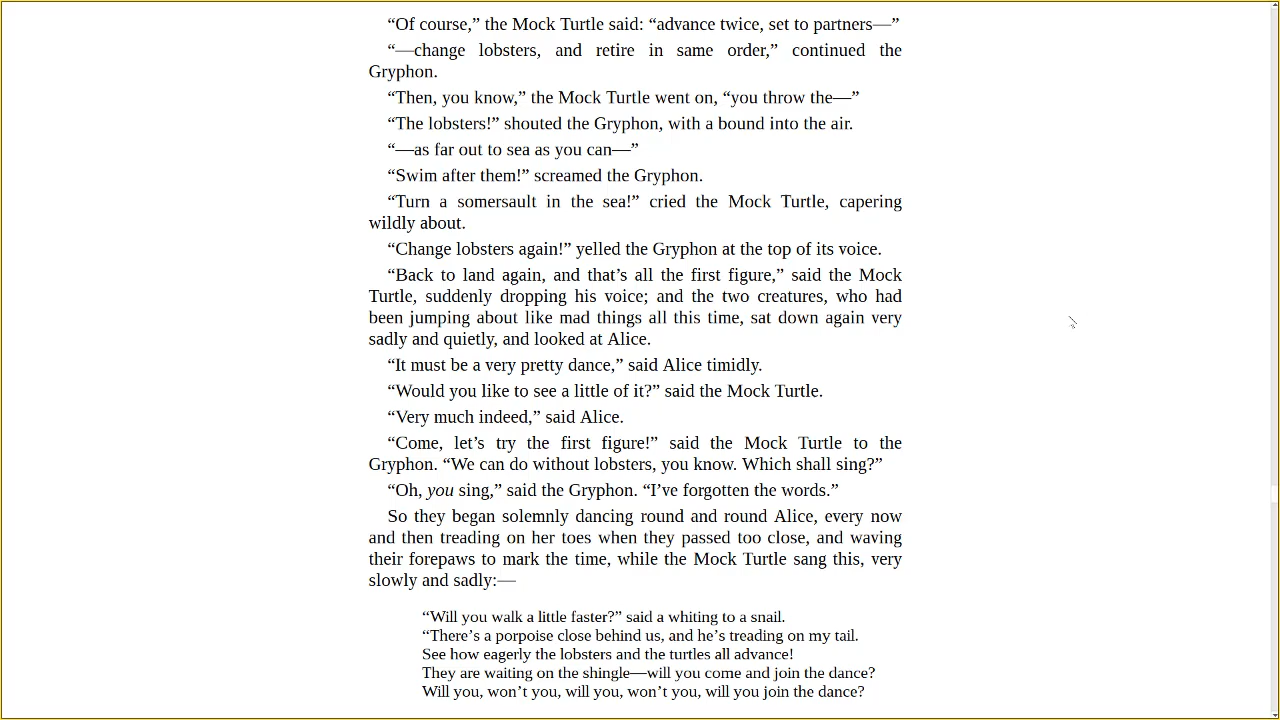 “Of course,” the Mock Turtle said: “advance twice, set to partners—”
“—change lobsters, and retire in same order,” continued the
Gryphon.
“Then, you know,” the Mock Turtle went on, “you throw the—”
“The lobsters!” shouted the Gryphon, with a bound into the air.
“—as far out to sea as you can—”
“Swim after them!” screamed the Gryphon.
“Turn a somersault in the sea!” cried the Mock Turtle, capering
wildly about.
“Change lobsters again!” yelled the Gryphon at the top of its voice.
“Back to land again, and that’s all the first figure,” said the Mock
Turtle, suddenly dropping his voice; and the two creatures, who had
been jumping about like mad things all this time, sat down again very
sadly and quietly, and looked at Alice.
“It must be a very pretty dance,” said Alice timidly.
“Would you like to see a little of it?” said the Mock Turtle.
“Very much indeed,” said Alice.
“Come, let’s try the first figure!” said the Mock Turtle to the
Gryphon. “We can do without lobsters, you know. Which shall sing?”
“Oh, you sing,” said the Gryphon. “I’ve forgotten the words.”
So they began solemnly dancing round and round Alice, every now
and then treading on her toes when they passed too close, and waving
their forepaws to mark the time, while the Mock Turtle sang this, very
slowly and sadly:—
“Will you walk a little faster?” said a whiting to a snail.
“There’s a porpoise close behind us, and he’s treading on my tail.
See how eagerly the lobsters and the turtles all advance!
They are waiting on the shingle—will you come and join the dance?
Will you, won’t you, will you, won’t you, will you join the dance?